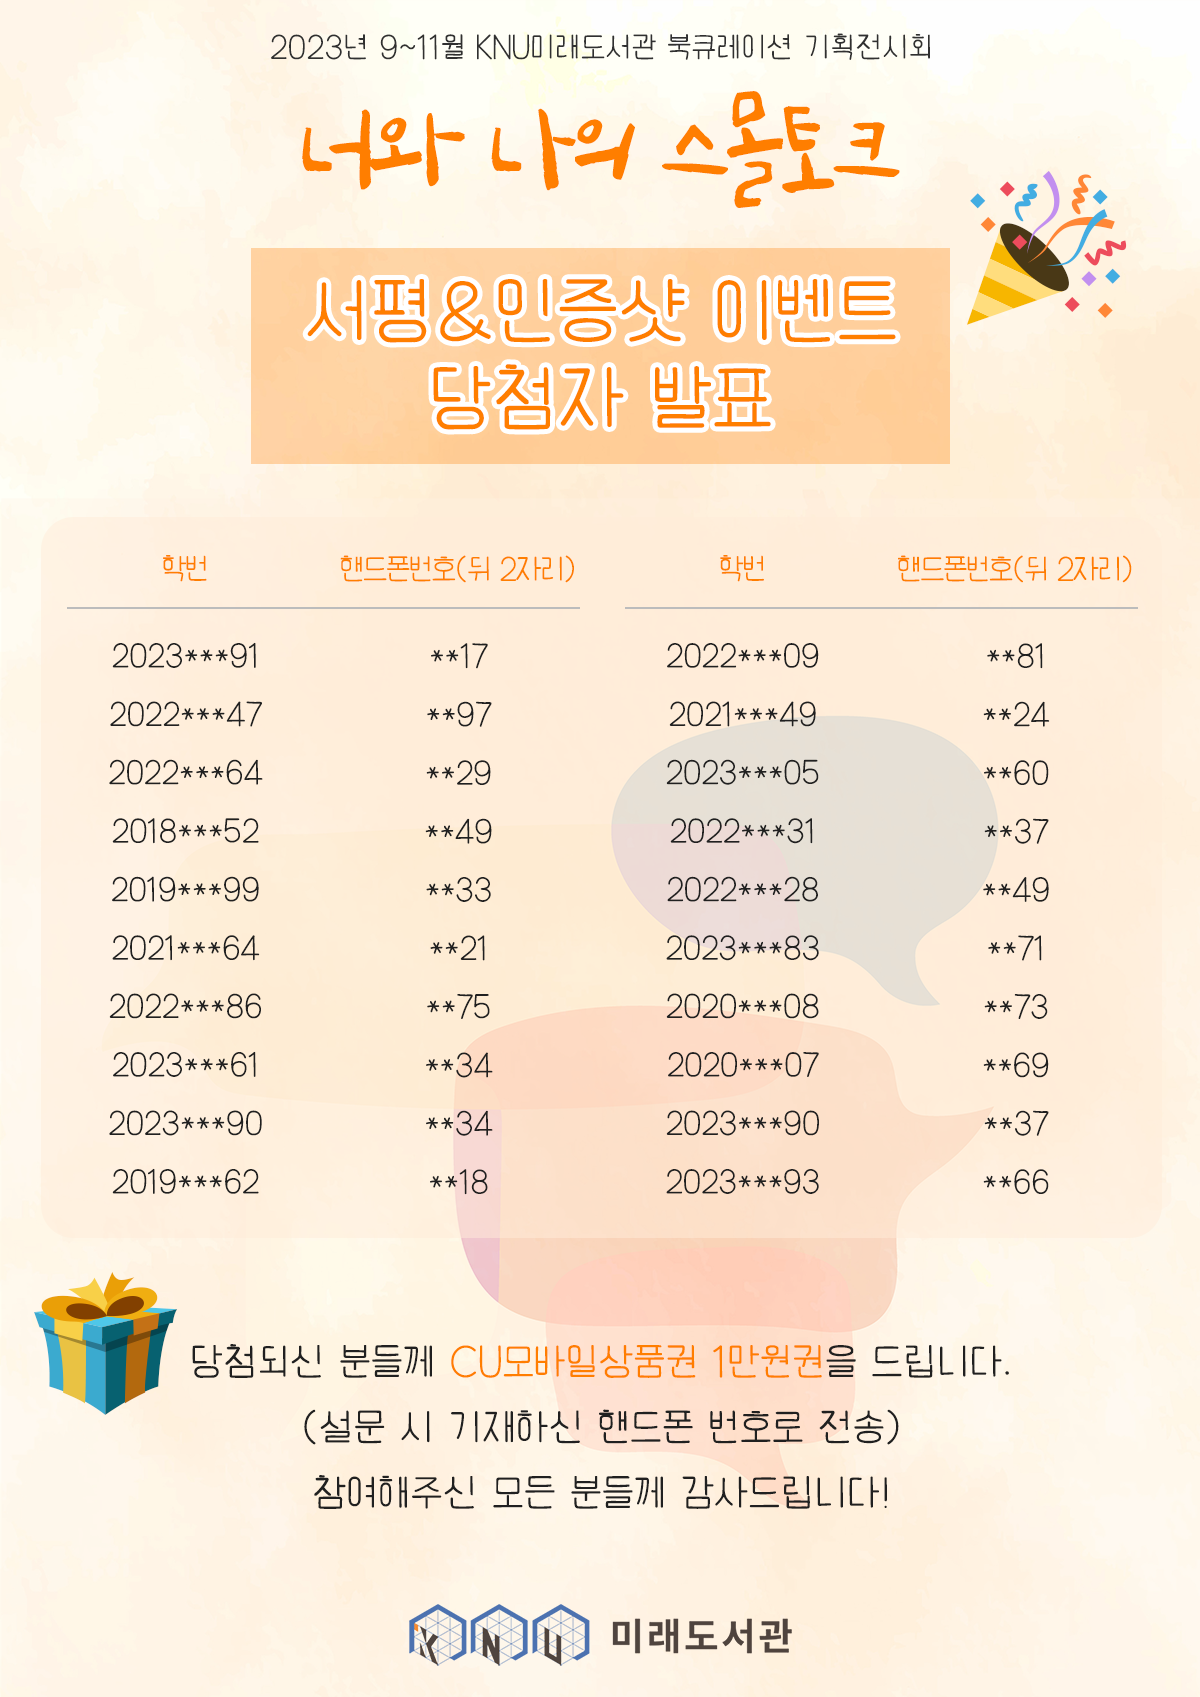 2023년 9~11월 KNU미래도서관 북큐레이션 기획전시회
너와 나의 스몰토크
서평&인증샷 이벤트
당첨자 발표
학번 핸드폰번호(뒤 2자리) 학번 핸드폰번호(뒤 2자리)
2023***91 **17 2022***09 **81
2022***47 **97 2021***49 **24
2022***64 **29 2023***05 **60
2018***52 **49 2022***31 **37
2019***99 **33 2022***28 **49
2021***64 **21 2023***83 **71
2022***86 **75 2020***08 **73
2023***61 **34 2020***07 **69
2023***90 **34 2023***90 **37
2019***62 **18 2023***93 **66
당첨되신 분들께 CU모바일상품권 1만원권을 드립니다.
(설문 시 기재하신 핸드폰 번호로 전송)
참여해주신 모든 분들께 감사드립니다!
KNU 미래도서관